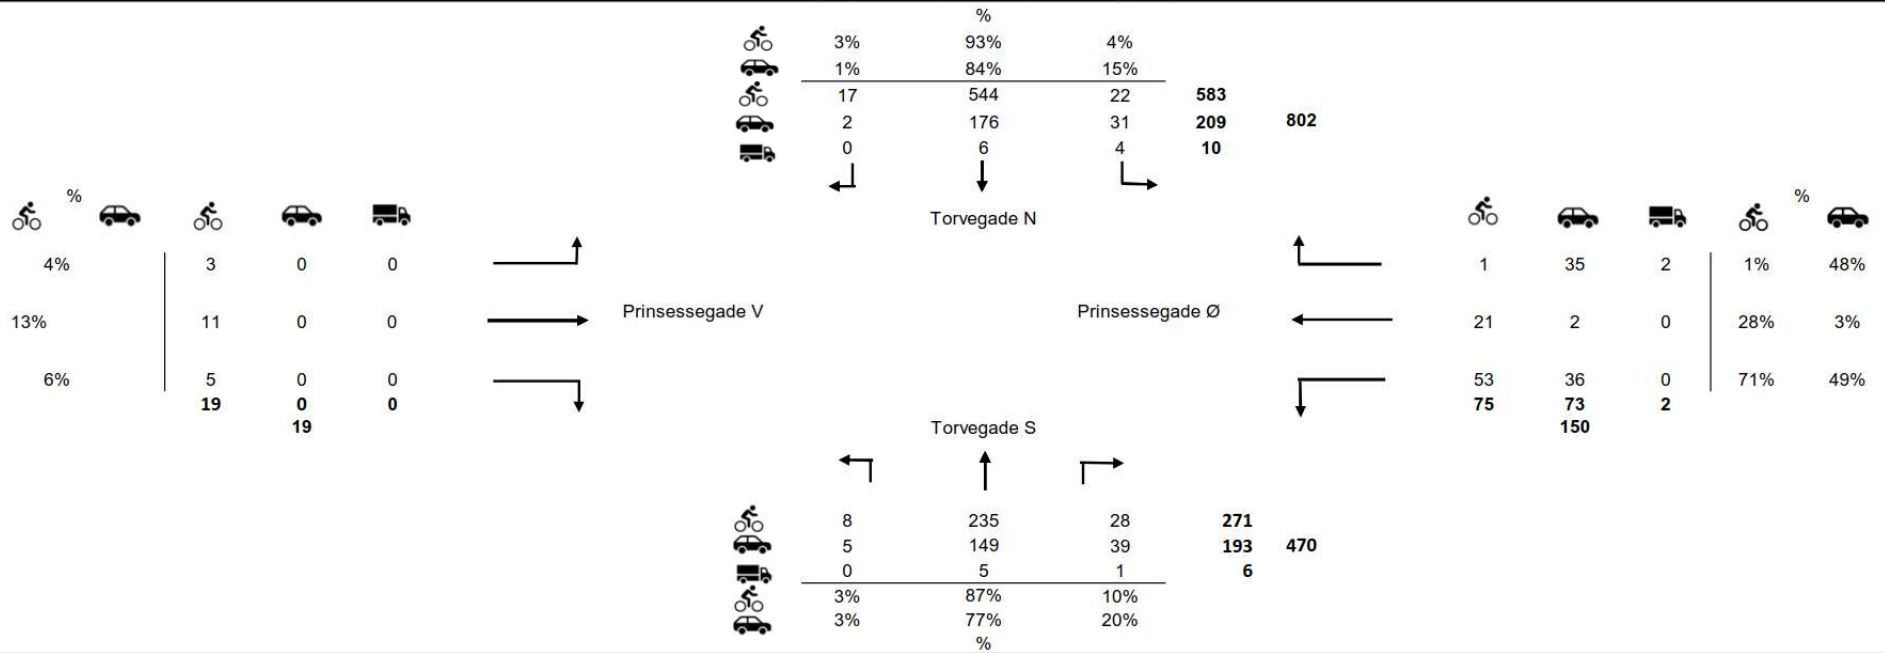 %
3% 93% 4%
1% 84% 15%
17 544 22 583
2 176 31 209 802
0 6 4 10
% %
Torvegade N
4% 3 0 0 1 35 2 1% 48%
Prinsessegade V Prinsessegade Ø
13% 11 0 0 21 2 0 28% 3%
6% 5 0 0 53 36 0 71% 49%
19 0 0 75 73 2
19 150
Torvegade S
8 235 28 271
5 149 39 193 470
0 5 1 6
3% 87% 10%
3% 77% 20%
%